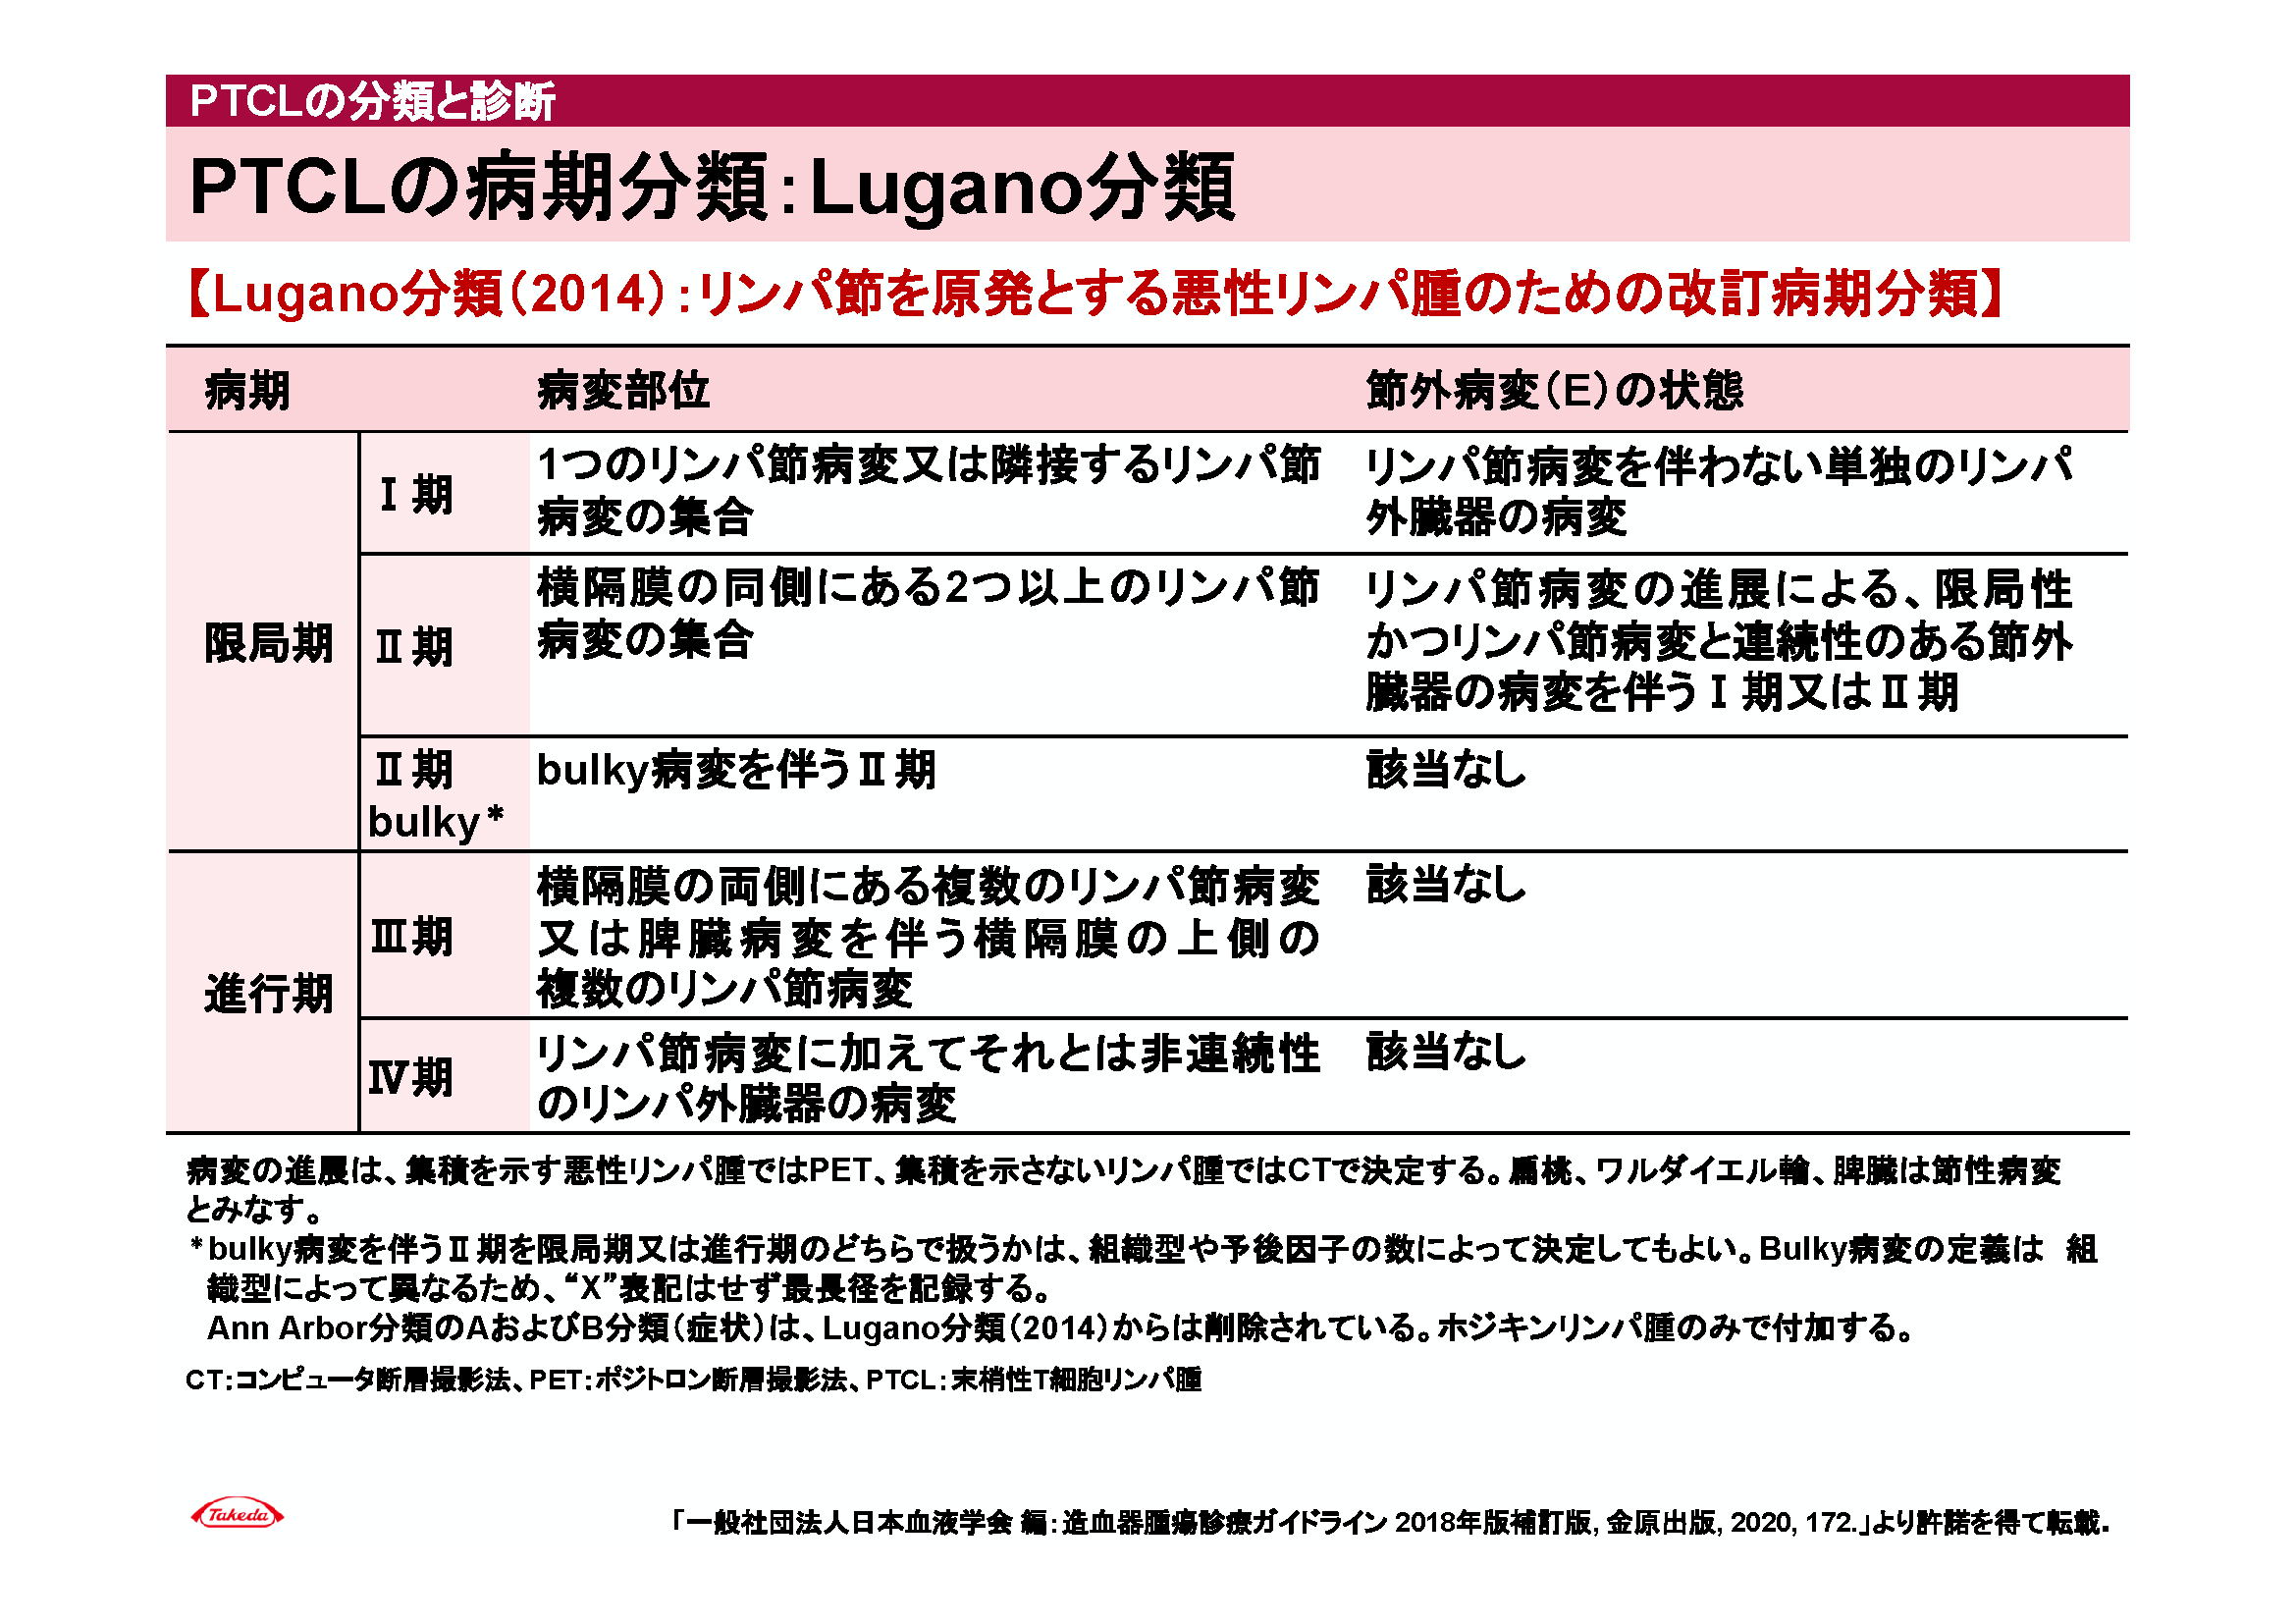 PTCLの分類と診断
PTCLの病期分類：Lugano分類
【Lugano分類（2014）：リンパ節を原発とする悪性リンパ腫のための改訂病期分類】
病期 病変部位 節外病変（E）の状態
限局期
Ⅰ期
1つのリンパ節病変又は隣接するリンパ節
病変の集合
リンパ節病変を伴わない単独のリンパ
外臓器の病変
Ⅱ期
横隔膜の同側にある2つ以上のリンパ節
病変の集合
リンパ節病変の進展による、限局性
かつリンパ節病変と連続性のある節外
臓器の病変を伴うⅠ期又はⅡ期
Ⅱ期
bulky*
bulky病変を伴うⅡ期
該当なし
進行期
Ⅲ期
横隔膜の両側にある複数のリンパ節病変
又は脾臓病変を伴う横隔膜の上側の
複数のリンパ節病変
該当なし
Ⅳ期
リンパ節病変に加えてそれとは非連続性
のリンパ外臓器の病変
該当なし
病変の進展は、集積を示す悪性リンパ腫ではPET、集積を示さないリンパ腫ではCTで決定する。扁桃、ワルダイエル輪、脾臓は節性病変
とみなす。
*bulky病変を伴うⅡ期を限局期又は進行期のどちらで扱うかは、組織型や予後因子の数によって決定してもよい。Bulky病変の定義は 組
織型によって異なるため、“X”表記はせず最長径を記録する。
Ann Arbor分類のAおよびB分類（症状）は、Lugano分類（2014）からは削除されている。ホジキンリンパ腫のみで付加する。
CT：コンピュータ断層撮影法、PET：ポジトロン断層撮影法、PTCL：末梢性T細胞リンパ腫
Takeda
「一般社団法人日本血液学会 編：造血器腫瘍診療ガイドライン 2018年版補訂版, 金原出版, 2020, 172.」より許諾を得て転載．